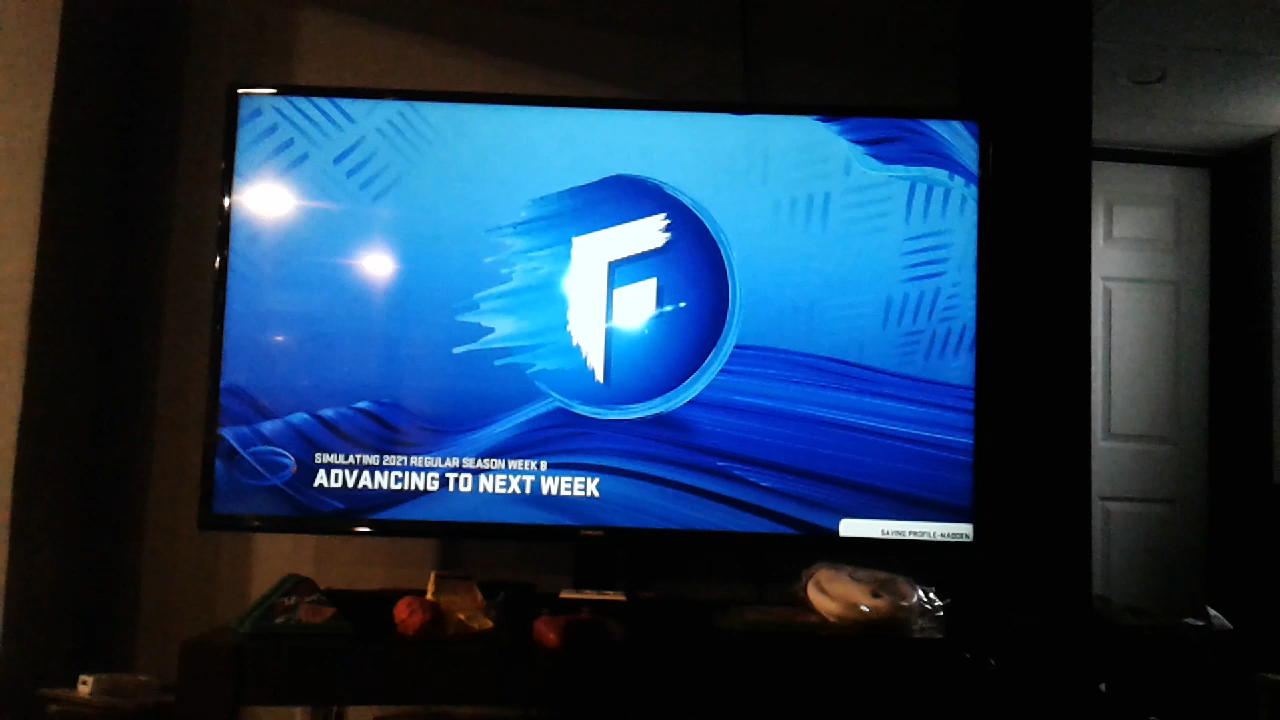 SIMULATING 2021 REGULAR SEASON WEEK 8
ADVANCING TO NEXT WEEK
SAVING PROFILE-MADDEN